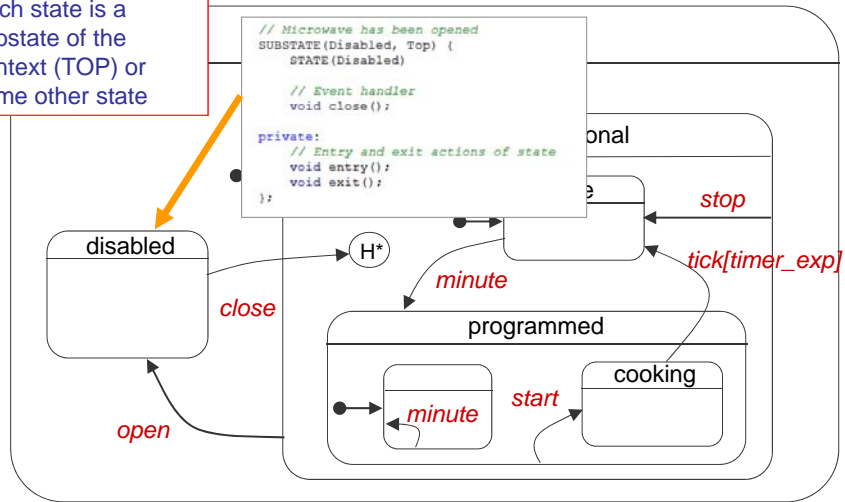 ch state is a
ostate of the
ntext (TOP) or
me other state
// Microwave has been opened
SUBSTATE(Disabled, Top) {
STATE(Disabled)
// Event handler
void close();
private:
// Entry and exit actions of state
void entry();
void exit();
};
onal
e
stop
disabled
H*
tick[timer_exp]
minute
close
programmed
cooking
start
minute
open